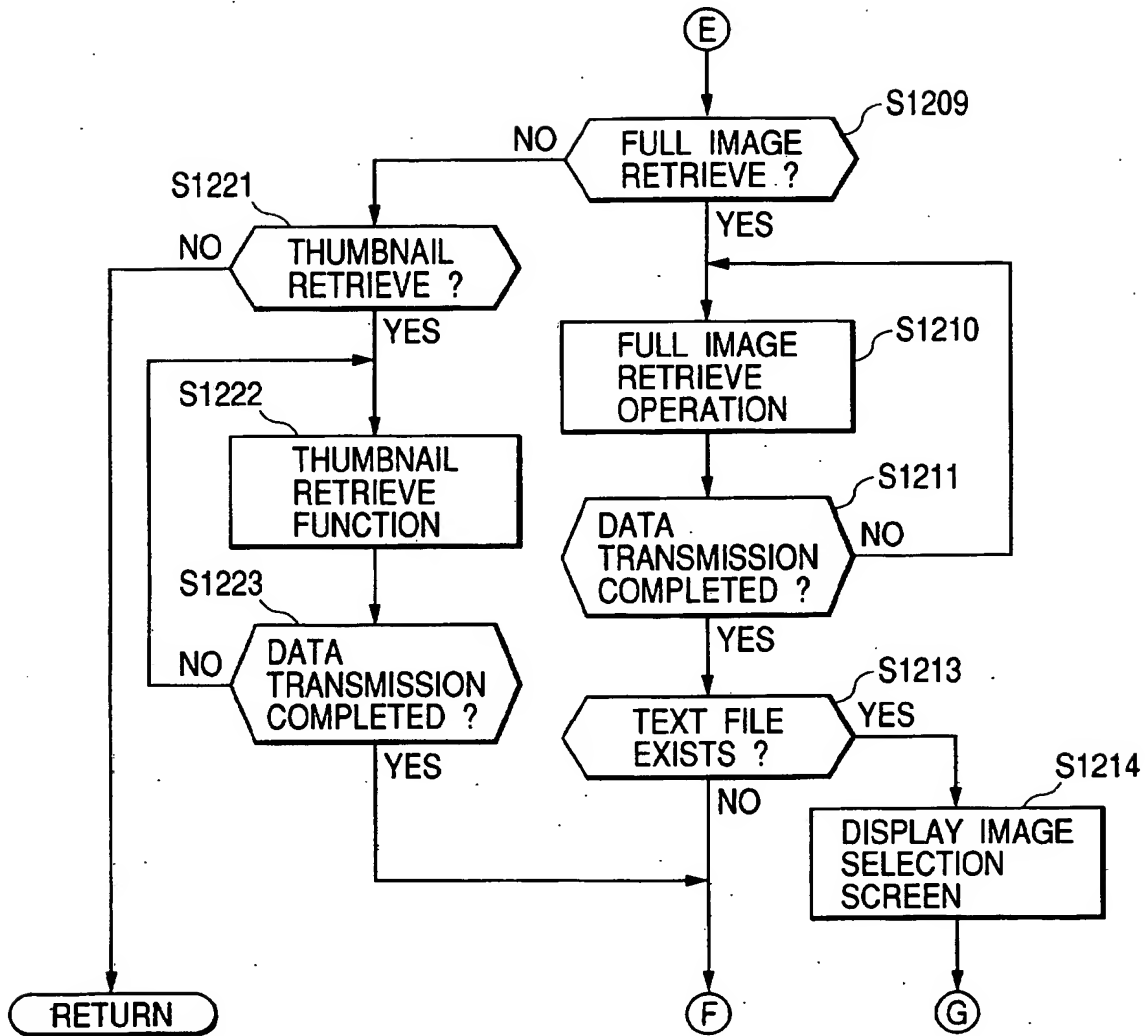 E
S1209
NO
FULL IMAGE
RETRIEVE ?
S1221
YES
NO
THUMBNAIL
RETRIEVE ?
S1210
YES
FULL IMAGE
RETRIEVE
OPERATION
S1222
THUMBNAIL
RETRIEVE
FUNCTION
S1211
DATA
TRANSMISSION
COMPLETED ?
NO
S1223
YES
NO
DATA
TRANSMISSION
COMPLETED ?
S1213
TEXT FILE
EXISTS ?
YES
YES
NO
S1214
DISPLAY IMAGE
SELECTION
SCREEN
RETURN
F
G